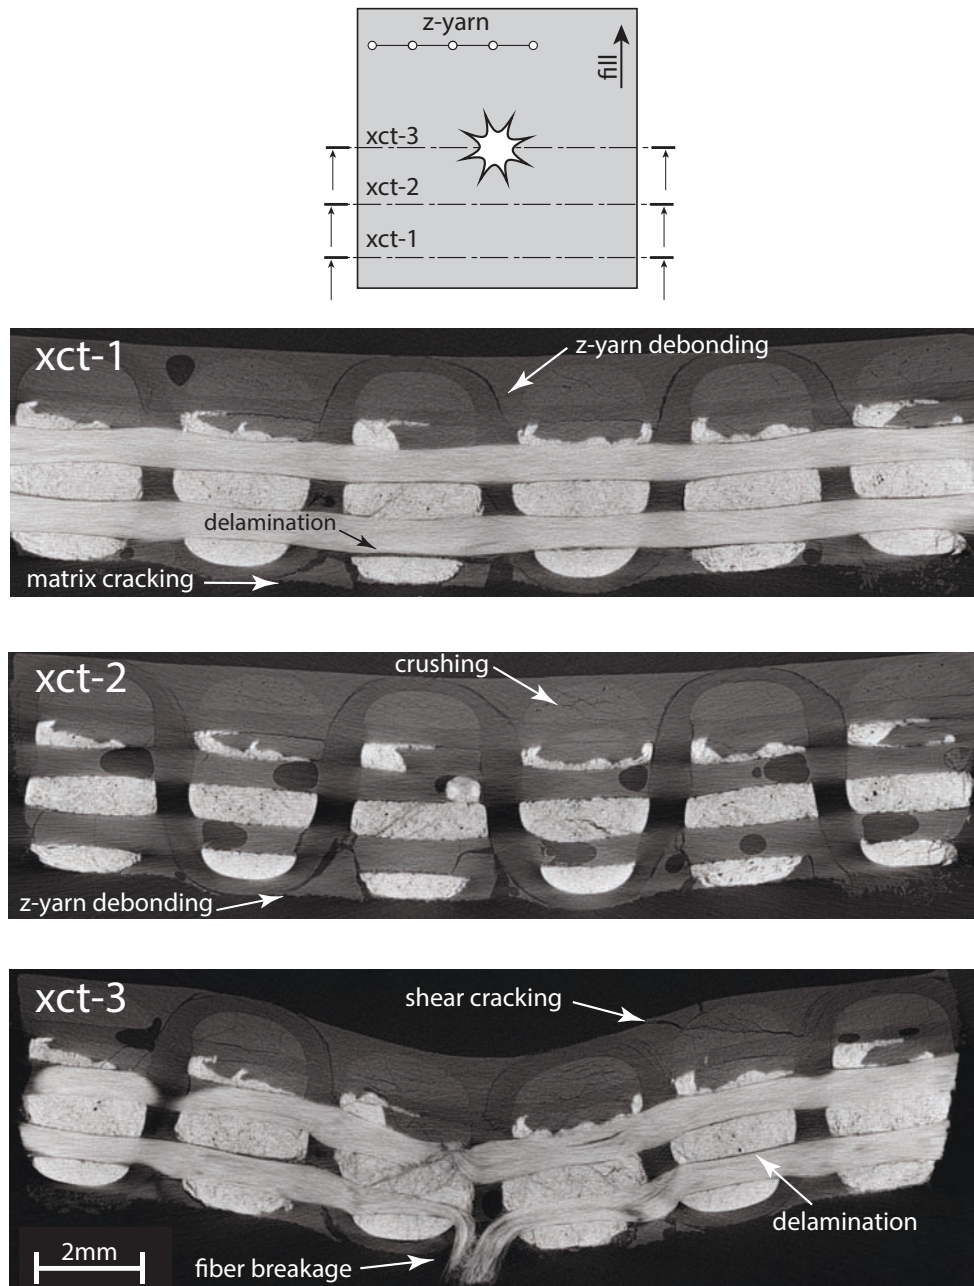 z-yarn
fill
xct-3
xct-2
xct-1
xct-1
z-yarn debonding
delamination
matrix cracking
xct-2
crushing
z-yarn debonding
xct-3
shear cracking
delamination
2mm
fiber breakage